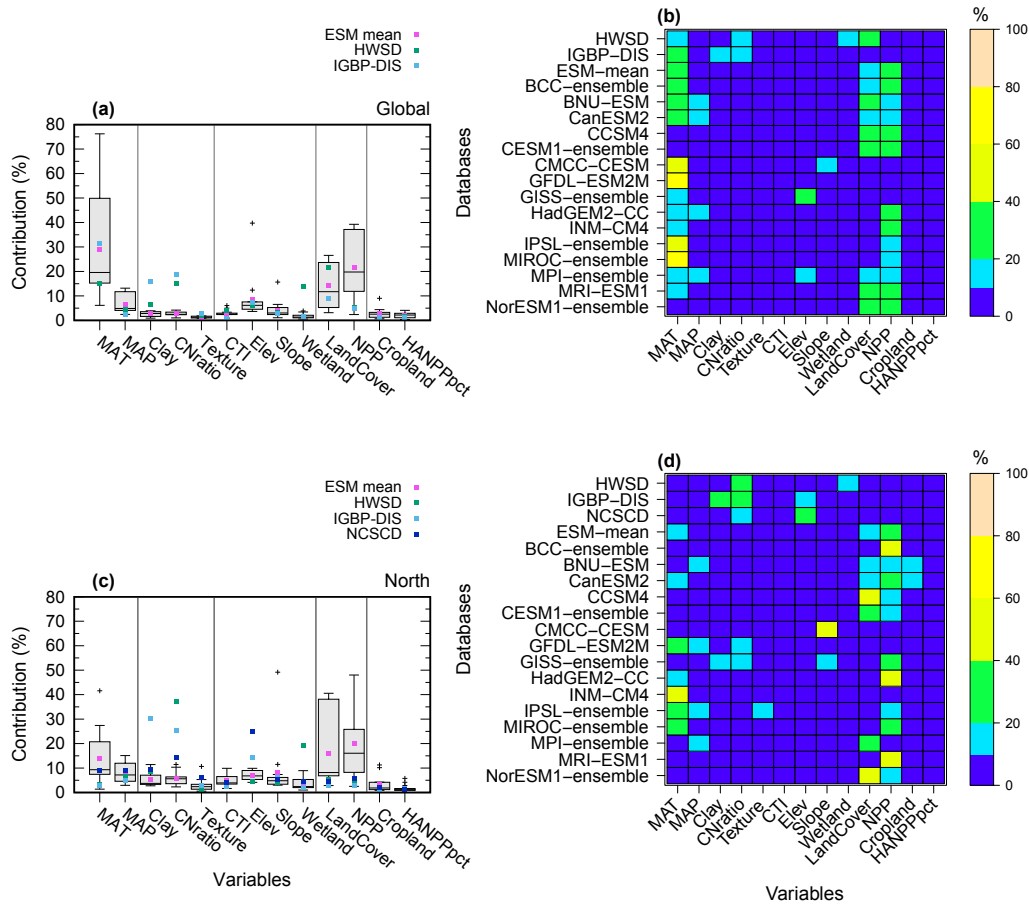 ESM mean
HWSD
IGBP-DIS
(a)
Global
Contribution (%)
80
70
60
50
40
30
20
10
0
MAT
MAP
Clay
CNratio
Texture
CTI
Elev
Slope
Wetland
LandCover
NPP
Cropland
HANPPpct
(b)
%
Databases
HWSD
IGBP−DIS
ESM−mean
BCC−ensemble
BNU−ESM
CanESM2
CCSM4
CESM1−ensemble
CMCC−CESM
GFDL−ESM2M
GISS−ensemble
HadGEM2−CC
INM−CM4
IPSL−ensemble
MIROC−ensemble
MPI−ensemble
MRI−ESM1
NorESM1−ensemble
MAT
MAP
Clay
CNratio
Texture
CTI
Elev
Slope
Wetland
LandCover
NPP
Cropland
HANPPpct
100
80
60
40
20
0
ESM mean
HWSD
IGBP-DIS
NCSCD
(c)
North
Contribution (%)
80
70
60
50
40
30
20
10
0
MAT
MAP
Clay
CNratio
Texture
CTI
Elev
Slope
Wetland
LandCover
NPP
Cropland
HANPPpct
Variables
(d)
%
Databases
HWSD
IGBP−DIS
NCSCD
ESM−mean
BCC−ensemble
BNU−ESM
CanESM2
CCSM4
CESM1−ensemble
CMCC−CESM
GFDL−ESM2M
GISS−ensemble
HadGEM2−CC
INM−CM4
IPSL−ensemble
MIROC−ensemble
MPI−ensemble
MRI−ESM1
NorESM1−ensemble
MAT
MAP
Clay
CNratio
Texture
CTI
Elev
Slope
Wetland
LandCover
NPP
Cropland
HANPPpct
100
80
60
40
20
0
Variables